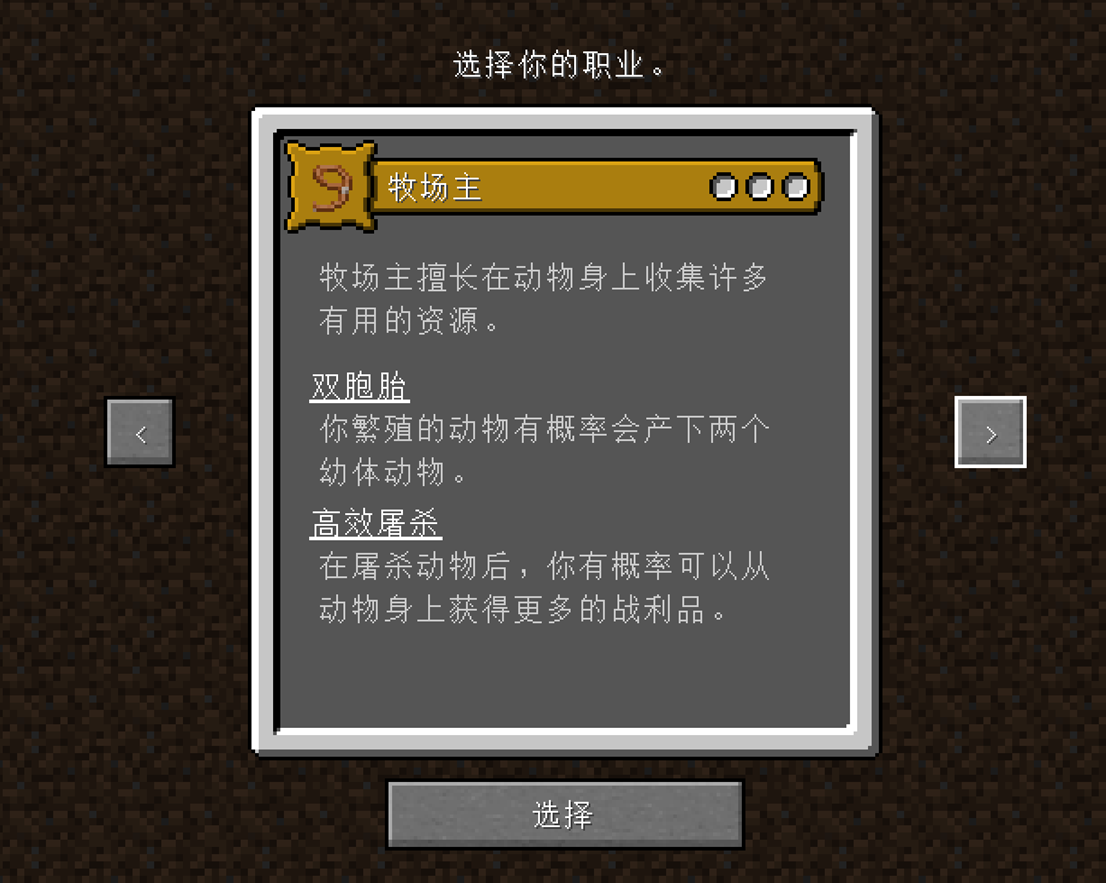 选择你的职业。
牧场主
牧场主擅长在动物身上收集许多
有用的资源。
双胞胎
你繁殖的动物有概率会产下两个
幼体动物。
高效屠杀
在屠杀动物后，你有概率可以从
动物身上获得更多的战利品。
<
>
选择